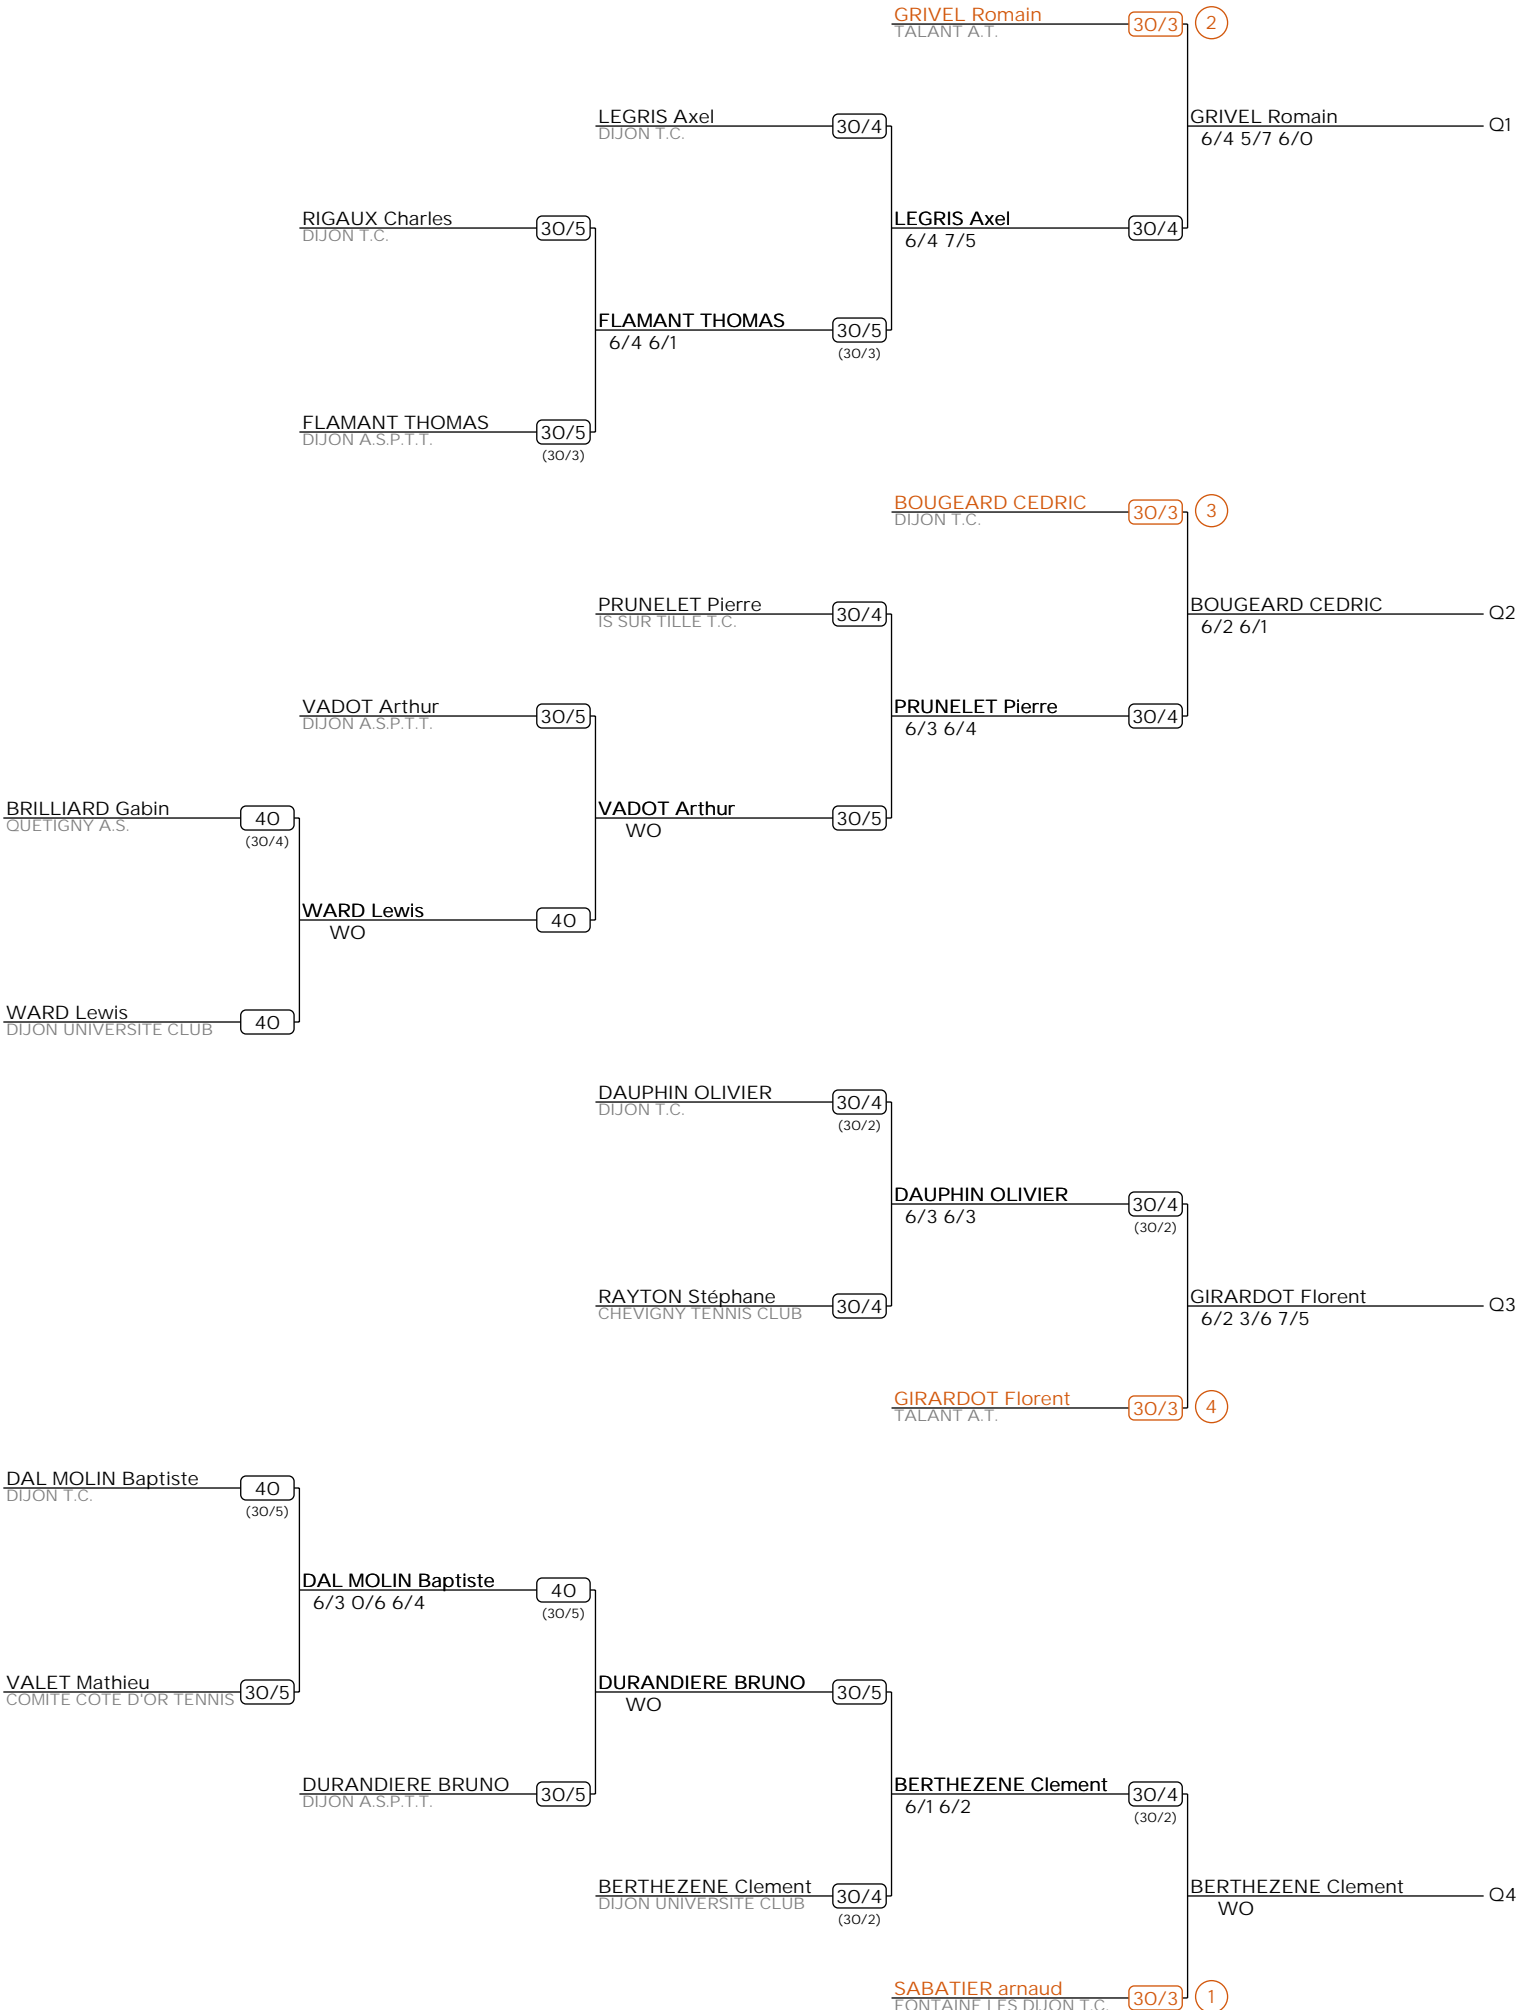 GRIVEL Romain
TALANT A.T.
30/3
2
LEGRIS Axel
DIJON T.C.
30/4
GRIVEL Romain
6/4 5/7 6/0
Q1
RIGAUX Charles
DIJON T.C.
30/5
LEGRIS Axel
6/4 7/5
30/4
FLAMANT THOMAS
6/4 6/1
30/5
(30/3)
FLAMANT THOMAS
DIJON A.S.P.T.T.
30/5
(30/3)
BOUGEARD CEDRIC
DIJON T.C.
30/3
3
PRUNELET Pierre
IS SUR TILLE T.C.
30/4
BOUGEARD CEDRIC
6/2 6/1
Q2
VADOT Arthur
DIJON A.S.P.T.T.
30/5
PRUNELET Pierre
6/3 6/4
30/4
BRILLIARD Gabin
QUETIGNY A.S.
40
(30/4)
VADOT Arthur
WO
30/5
WARD Lewis
WO
40
WARD Lewis
DIJON UNIVERSITE CLUB
40
DAUPHIN OLIVIER
DIJON T.C.
30/4
(30/2)
DAUPHIN OLIVIER
6/3 6/3
30/4
(30/2)
RAYTON Stéphane
CHEVIGNY TENNIS CLUB
30/4
GIRARDOT Florent
6/2 3/6 7/5
Q3
GIRARDOT Florent
TALANT A.T.
30/3
4
DAL MOLIN Baptiste
DIJON T.C.
40
(30/5)
DAL MOLIN Baptiste
6/3 0/6 6/4
40
(30/5)
VALET Mathieu
COMITE COTE D'OR TENNIS
30/5
DURANDIERE BRUNO
WO
30/5
DURANDIERE BRUNO
DIJON A.S.P.T.T.
30/5
BERTHEZENE Clement
6/1 6/2
30/4
(30/2)
BERTHEZENE Clement
DIJON UNIVERSITE CLUB
30/4
(30/2)
BERTHEZENE Clement
WO
Q4
SABATIER arnaud
FONTAINE LES DIJON T.C.
30/3
1